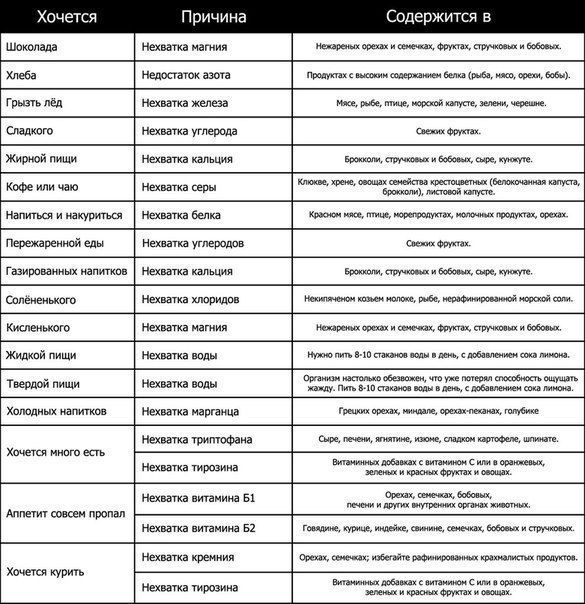 Хочется Причина Содержится в
Шоколада Нехватка магния Нежареных орехах и семечках, фруктах, стручковых и бобовых.
Хлеба Недостаток азота Продуктах с высоким содержанием белка (рыба, мясо, орехи, бобы).
Грызть лёд Нехватка железа Мясе, рыбе, птице, морской капусте, зелени, черешне.
Сладкого Нехватка углерода Свежих фруктах.
Жирной пищи Нехватка кальция Брокколи, стручковых и бобовых, сыре, кунжуте.
Кофе или чаю Нехватка серы Клюкве, хрене, овощах семейства крестоцветных (белокочанная капуста,
брокколи), листовой капусте.
Напиться и накуриться Нехватка белка Красном мясе, птице, морепродуктах, молочных продуктах, орехах.
Пережаренной еды Нехватка углеродов Свежих фруктах.
Газированных напитков Нехватка кальция Брокколи, стручковых и бобовых, сыре, кунжуте.
Солёненького Нехватка хлоридов Некипяченом козьем молоке, рыбе, нерафинированной морской соли.
Кисленького Нехватка магния Нежареных орехах и семечках, фруктах, стручковых и бобовых.
Жидкой пищи Нехватка воды Нужно пить 8-10 стаканов воды в день, с добавлением сока лимона.
Твердой пищи Нехватка воды Организм настолько обезвожен, что уже потерял способность ощущать
жажду. Пить 8-10 стаканов воды в день, с добавлением сока лимона.
Холодных напитков Нехватка марганца Грецких орехах, миндале, орехах-пеканах, голубике
Хочется много есть Нехватка триптофана Сыре, печени, ягнятине, изюме, сладком картофеле, шпинате.
Нехватка тирозина Витаминных добавках с витамином С или в оранжевых,
зеленых и красных фруктах и овощах.
Аппетит совсем пропал Нехватка витамина Б1 Орехах, семечках, бобовых,
печени и других внутренних органах животных.
Нехватка витамина Б2 Говядине, курице, индейке, свинине, семечках, бобовых и стручковых.
Хочется курить Нехватка кремния Орехах, семечках; избегайте рафинированных крахмалистых продуктов.
Нехватка тирозина Витаминных добавках с витамином С или в оранжевых,
зеленых и красных фруктах и овощах.